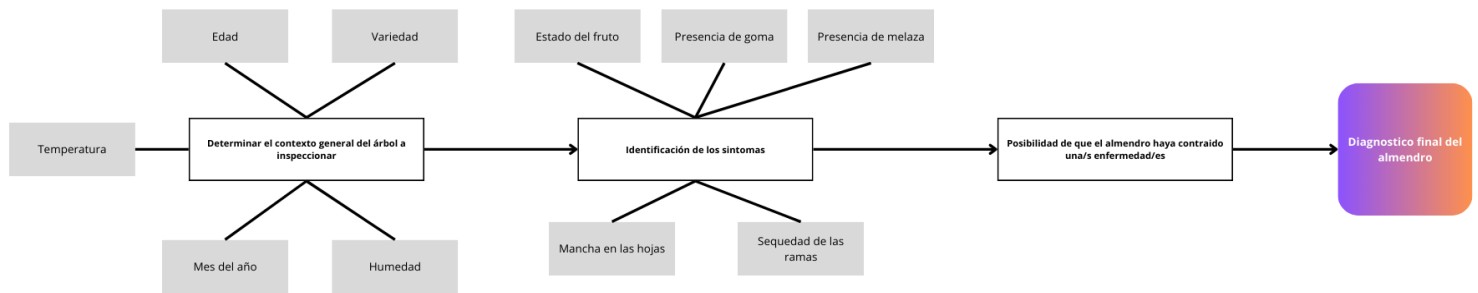 Edad
Variedad
Estado del fruto
Presencia de goma
Presencia de melaza
Temperatura
Determinar el contexto general del árbol a
inspeccionar
Identificación de los sintomas
Posibilidad de que el almendro haya contraido
una/s enfermedad/es
Diagnostico final del
almendro
Mes del año
Humedad
Mancha en las hojas
Sequedad de las
ramas